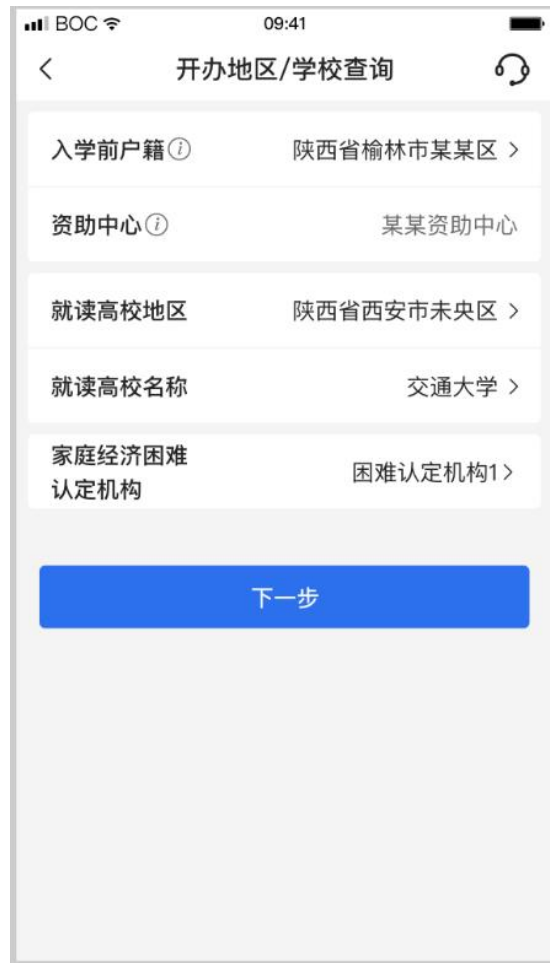 BOC 09:41
开办地区/学校查询
入学前户籍 陕西省榆林市某某区
资助中心 某某资助中心
就读高校地区 陕西省西安市未央区
就读高校名称 交通大学
家庭经济困难
认定机构 困难认定机构1
下一步